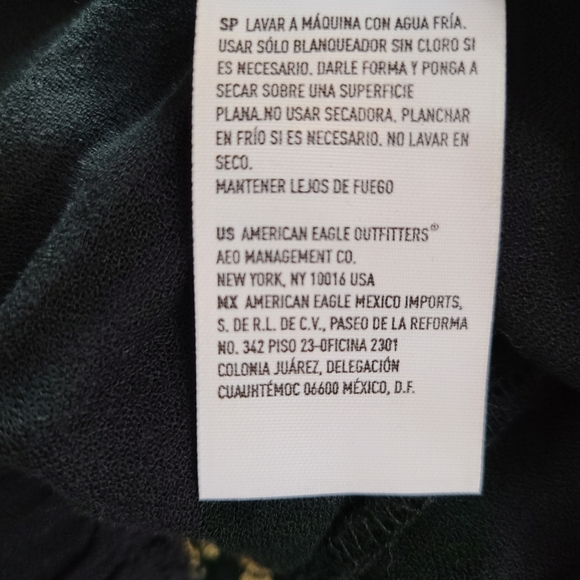 SP LAVAR A MÁQUINA CON AGUA FRÍA.
USAR SÓLO BLANQUEADOR SIN CLORO SI
ES NECESARIO. DARLE FORMA Y PONGA A
SECAR SOBRE UNA SUPERFICIE
PLANA.NO USAR SECADORA. PLANCHAR
EN FRÍO SI ES NECESARIO. NO LAVAR EN
SECO.
MANTENER LEJOS DE FUEGO
US AMERICAN EAGLE OUTFITTERS®
AEO MANAGEMENT CO.
NEW YORK, NY 10016 USA
MX AMERICAN EAGLE MEXICO IMPORTS,
S. DE R.L. DE C.V., PASEO DE LA REFORMA
NO. 342 PISO 23-OFICINA 2301
COLONIA JUÁREZ, DELEGACIÓN
CUAUHTÉMOC 06600 MÉXICO, D.F.